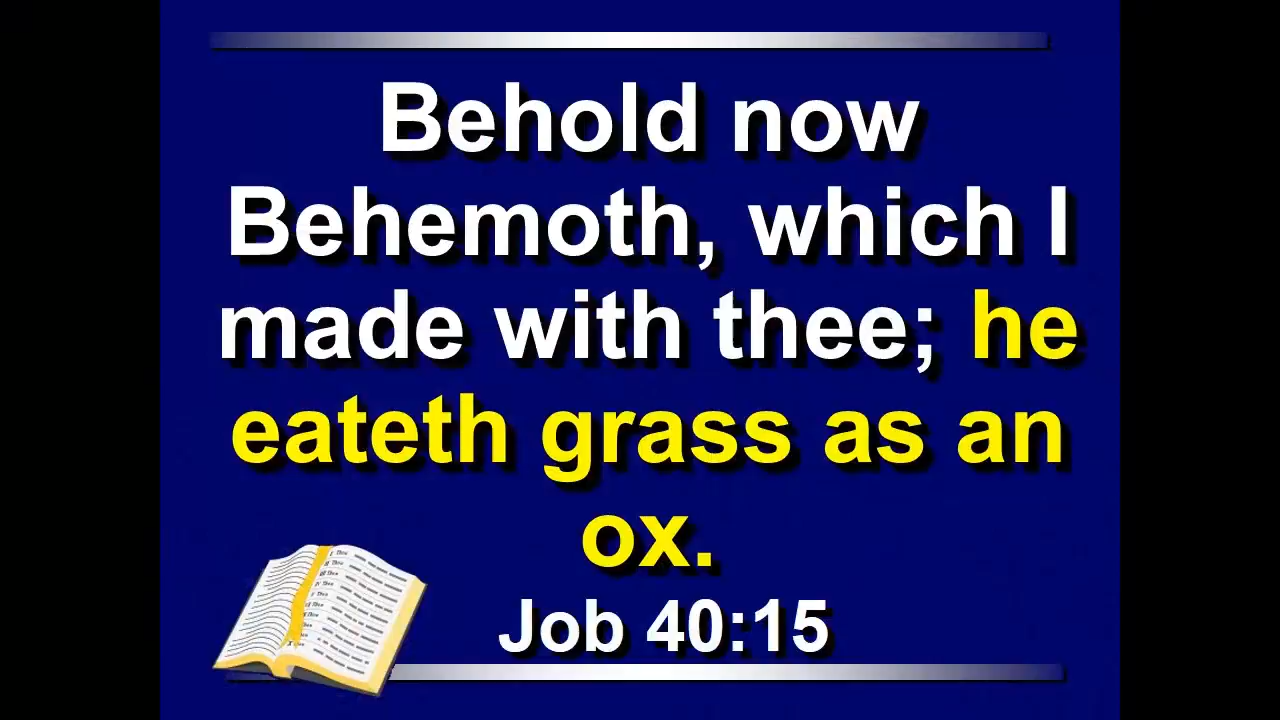 Behold now
Behemoth, which I
made with thee; he
eateth grass as an
ox.
Job 40:15